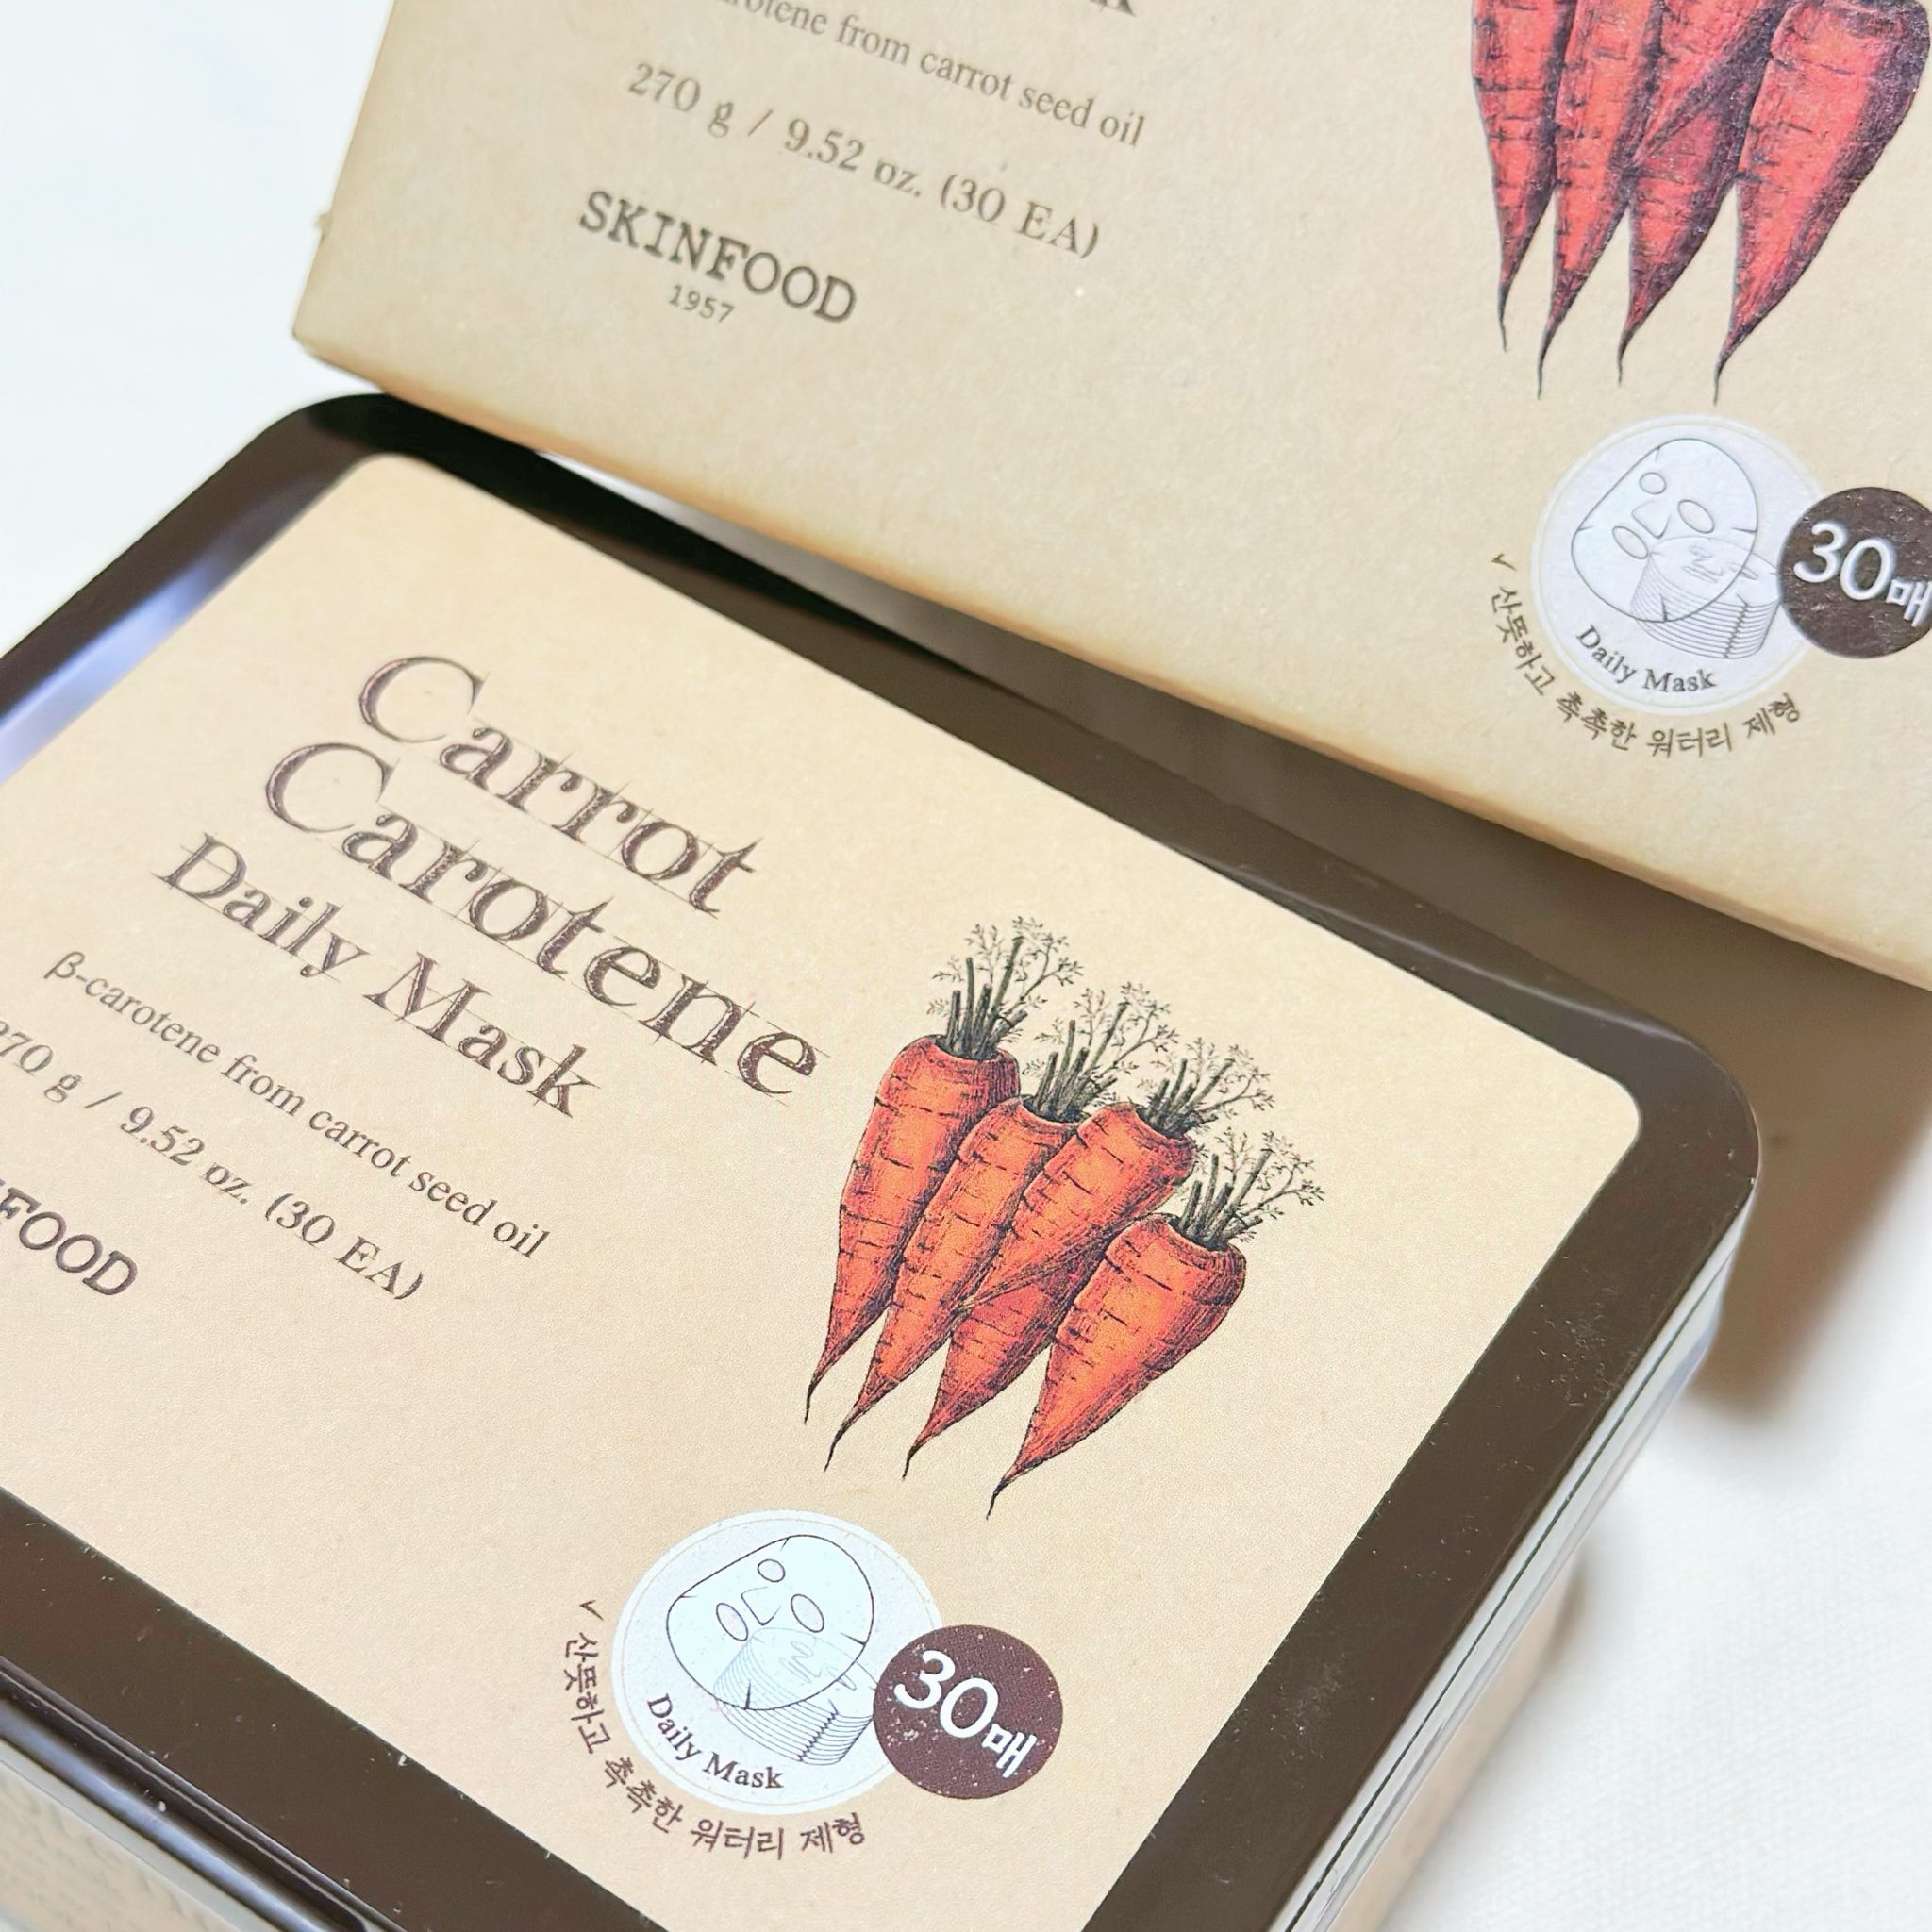 from carrot seed oil
270 g / 9.52 oz. (30 EA)
SKINFOOD
1957
30매
Daily Mask
✓ 산뜻하고 촉촉한 워터리 제형
Carrot
Carotene
Daily Mask
β-carotene from carrot seed oil
270 g / 9.52 oz. (30 EA)
FOOD
30매
Daily Mask
✓ 산뜻하고 촉촉한 워터리 제형